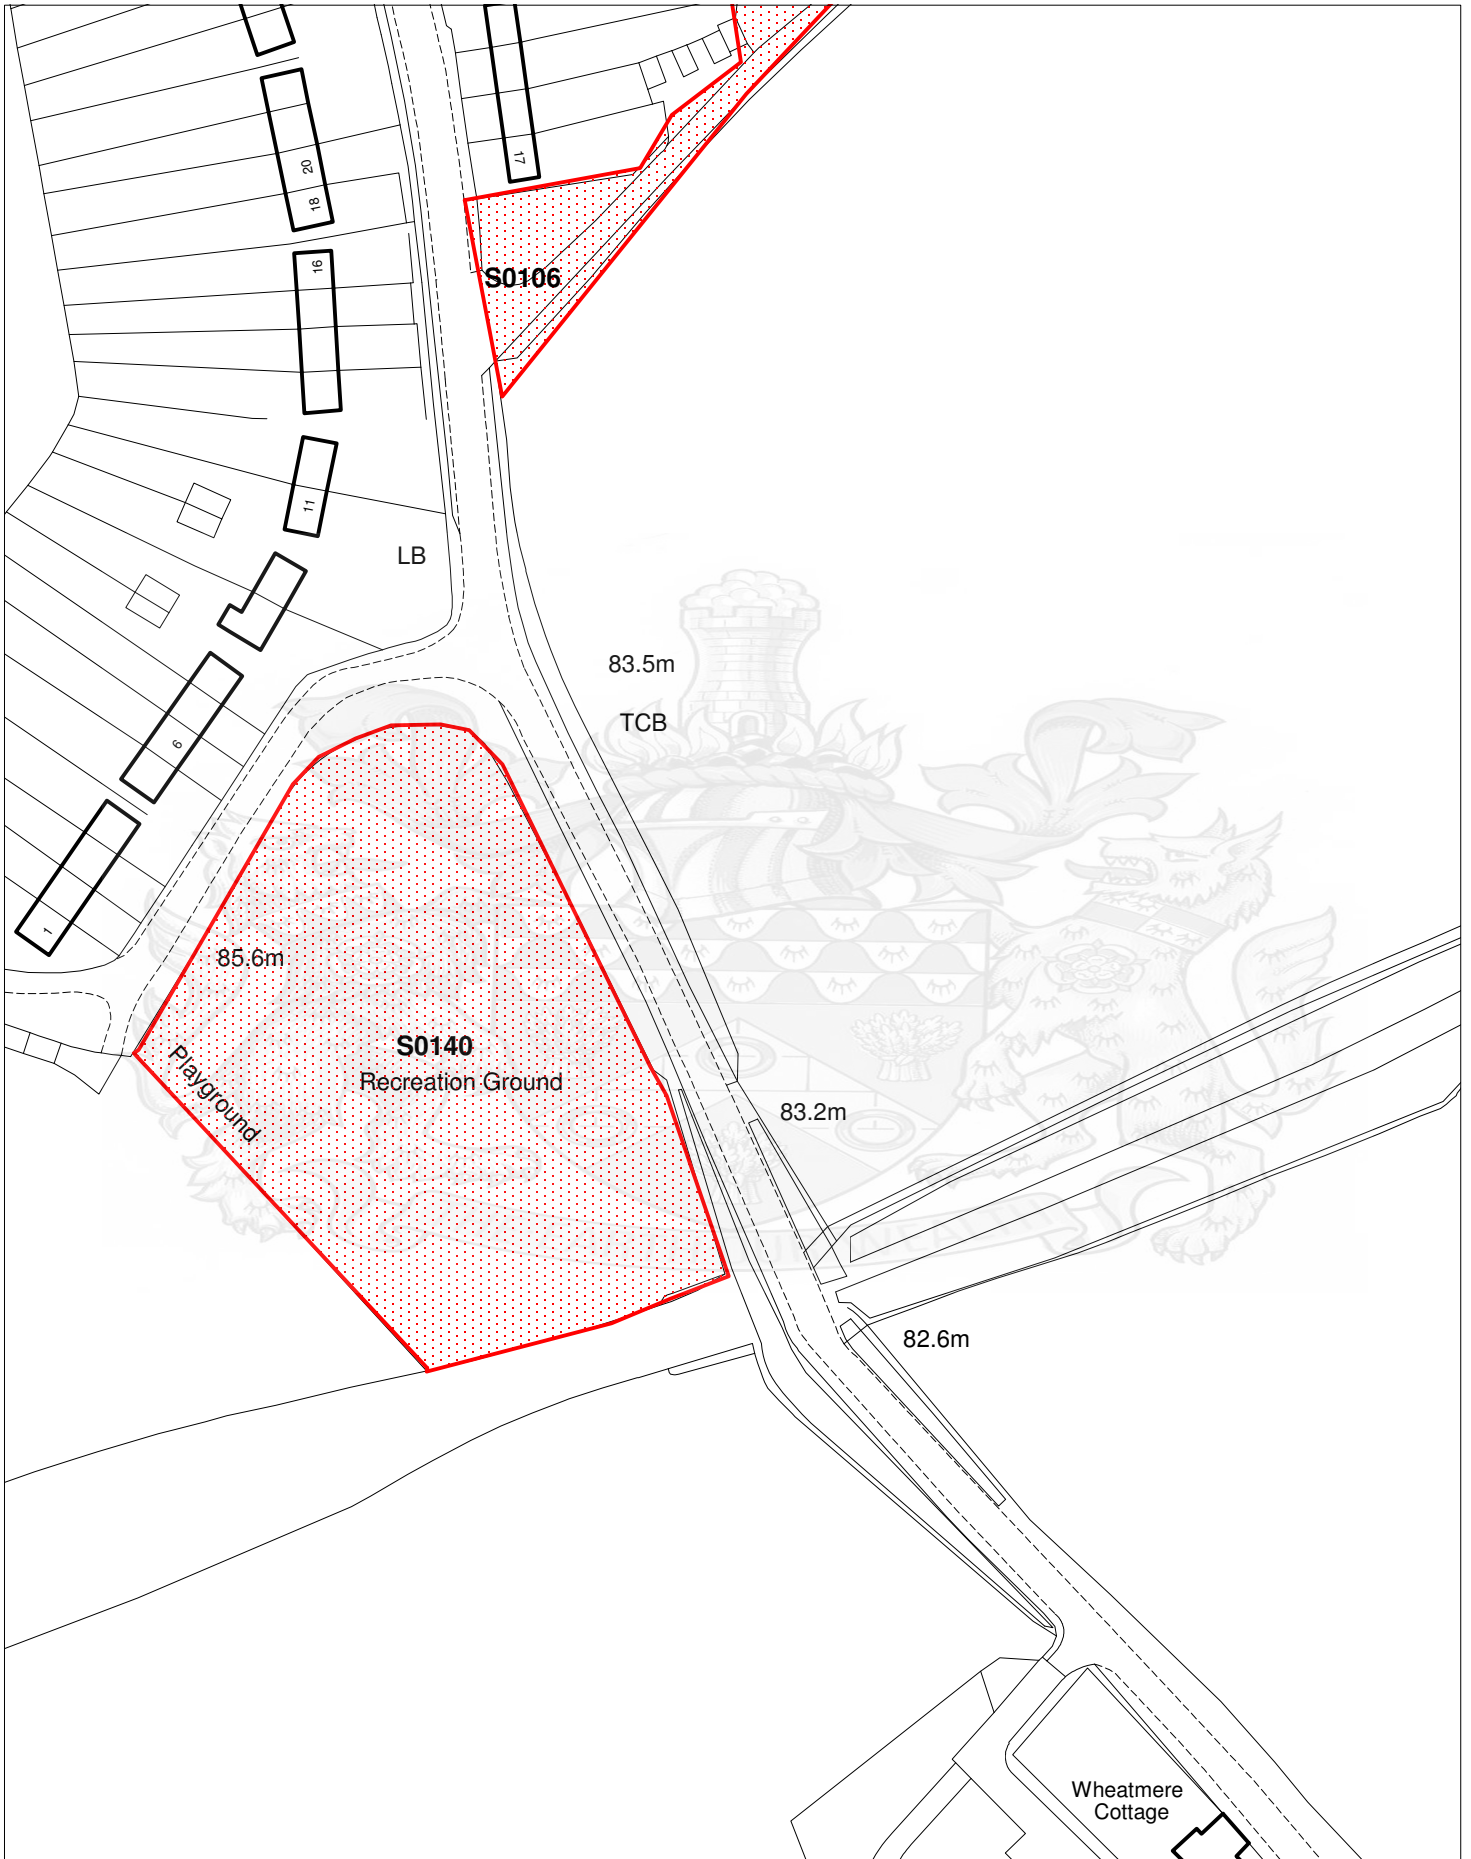 20
17
18
16
S0106
11
LB
83.5m
TCB
6
1
85.6m
S0140
Playground
Recreation Ground
83.2m
82.6m
Wheatmere
Cottage